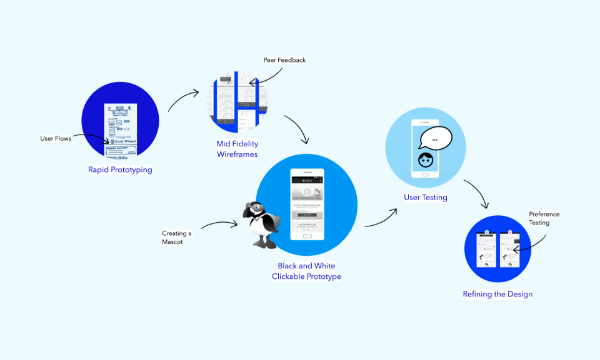 Peer Feedback
User Flows
Rapid Prototyping
Mid Fidelity
Wireframes
Creating a
Mascot
Black and White
Clickable Prototype
User Testing
Preference
Testing
Refining the Design